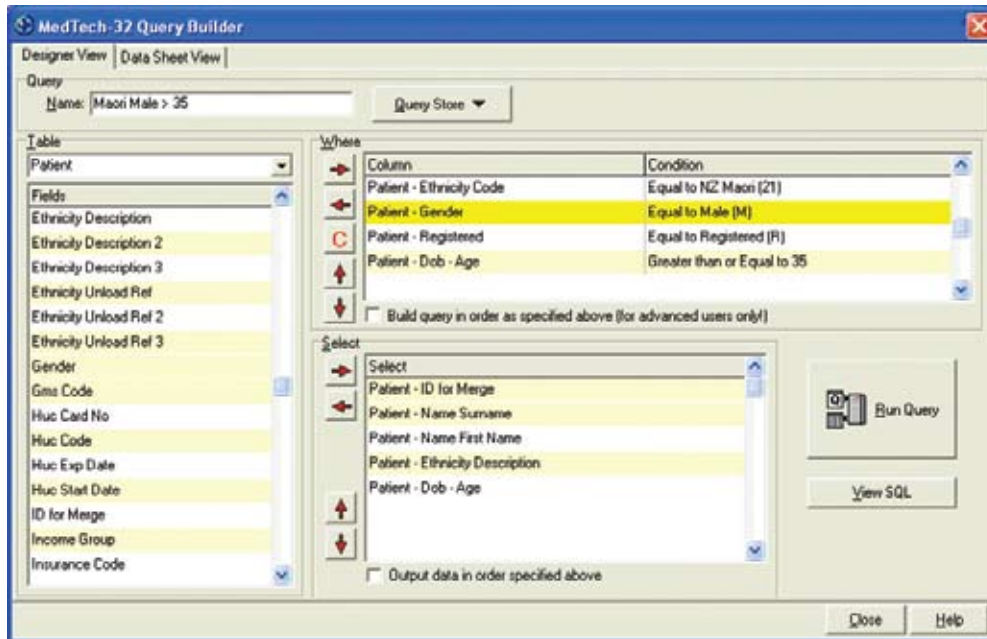 MedTech-32 Query Builder
Designer View Data Sheet View
Query
Name: Maori Male > 35
Query Store
Table
Patient
Fields
Ethnicity Description
Ethnicity Description 2
Ethnicity Description 3
Ethnicity Unload Ref
Ethnicity Unload Ref 2
Ethnicity Unload Ref 3
Gender
Gms Code
Huc Card No
Huc Code
Huc Exp Date
Huc Start Date
ID for Merge
Income Group
Insurance Code
Where
Column Condition
Patient - Ethnicity Code Equal to NZ Maori (21)
Patient - Gender Equal to Male (M)
Patient - Registered Equal to Registered (R)
Patient - Dob - Age Greater than or Equal to 35
C
Build query in order as specified above (for advanced users only!)
Select
Select
Patient - ID for Merge
Patient - Name Surname
Patient - Name First Name
Patient - Ethnicity Description
Patient - Dob - Age
Output data in order specified above
Q
Run Query
View SQL
Close Help